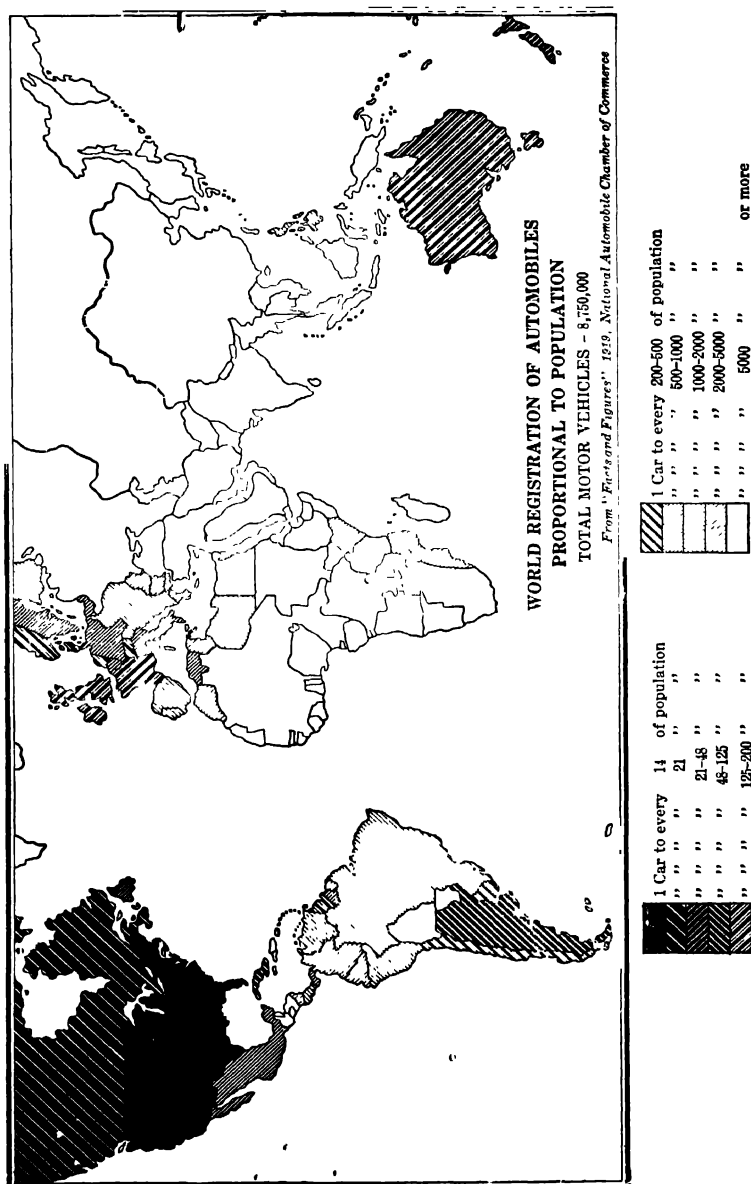 WORLD REGISTRATION OF AUTOMOBILES
PROPORTIONAL TO POPULATION
TOTAL MOTOR VEHICLES - 8,750,000
From "Facts and Figures" 1919, National Automobile Chamber of Commerce
1 Car to every 14 of population
" " " " 21 " "
" " " " 21-48 " "
" " " " 48-125 " "
" " " " 125-200 " "
1 Car to every 200-500 of population
" " " " 500-1000 " "
" " " " 1000-2000 " "
" " " " 2000-5000 " "
" " " " 5000 " " or more